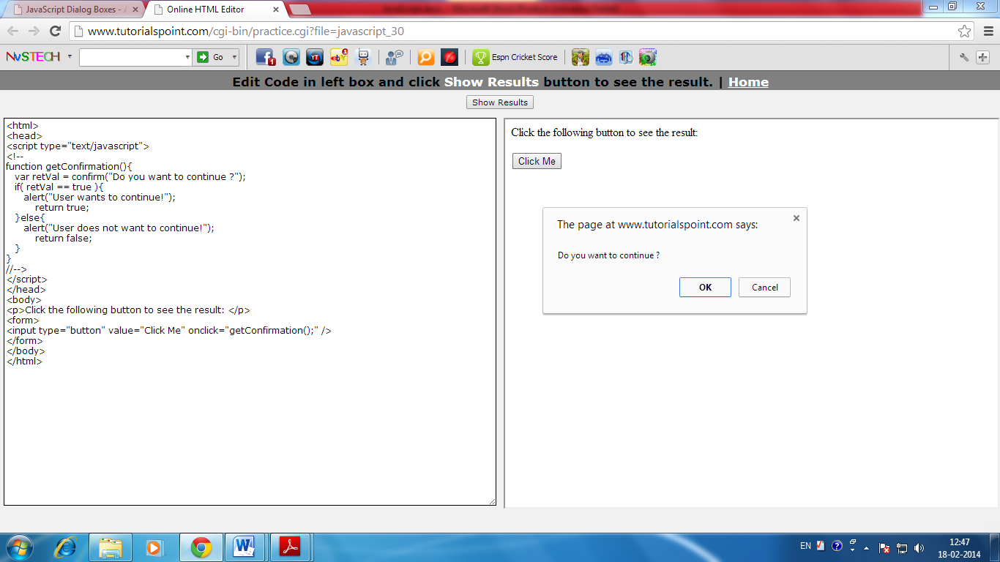 JavaScript Dialog Boxes - A
Online HTML Editor
www.tutorialspoint.com/cgi-bin/practice.cgi?file=javascript_30
NvSTECH
Go
1
YT
eby
1
Espn Cricket Score
Edit Code in left box and click Show Results button to see the result. | Home
Show Results
<html>
<head>
<script type="text/javascript">
<!--
function getConfirmation(){
   var retVal = confirm("Do you want to continue ?");
   if( retVal == true ){
      alert("User wants to continue!");
          return true;
   }else{
      alert("User does not want to continue!");
          return false;
   }
}
//-->
</script>
</head>
<body>
<p>Click the following button to see the result: </p>
<form>
<input type="button" value="Click Me" onclick="getConfirmation();" />
</form>
</body>
</html>
Click the following button to see the result:
Click Me
The page at www.tutorialspoint.com says:
Do you want to continue ?
OK
Cancel
EN
12:47
18-02-2014